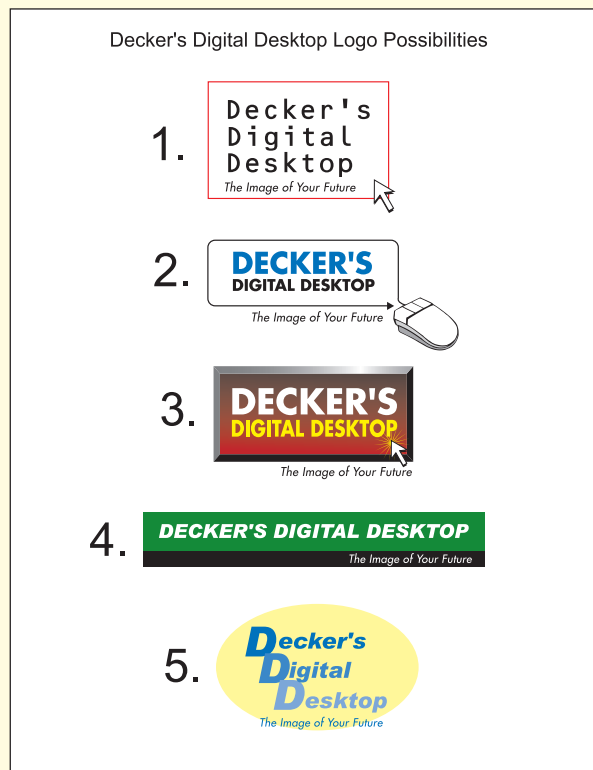 Decker's Digital Desktop Logo Possibilities
1.
Decker's
Digital
Desktop
The Image of Your Future
2.
DECKER'S
DIGITAL DESKTOP
The Image of Your Future
3.
DECKER'S
DIGITAL DESKTOP
The Image of Your Future
4.
DECKER'S DIGITAL DESKTOP
The Image of Your Future
5.
Decker's
Digital
Desktop
The Image of Your Future